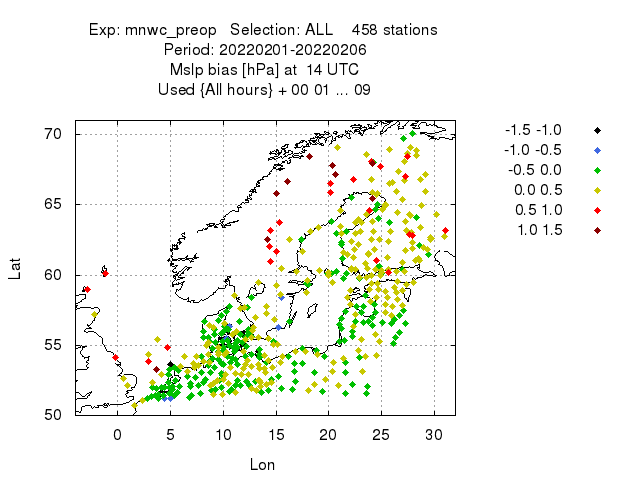 Exp: mnwc_preop Selection: ALL 458 stations
Period: 20220201-20220206
Mslp bias [hPa] at 14 UTC
Used {All hours} + 00 01 ... 09
-1.5 -1.0
-1.0 -0.5
-0.5 0.0
0.0 0.5
0.5 1.0
1.0 1.5
70
65
60
55
50
Lat
0 5 10 15 20 25 30
Lon